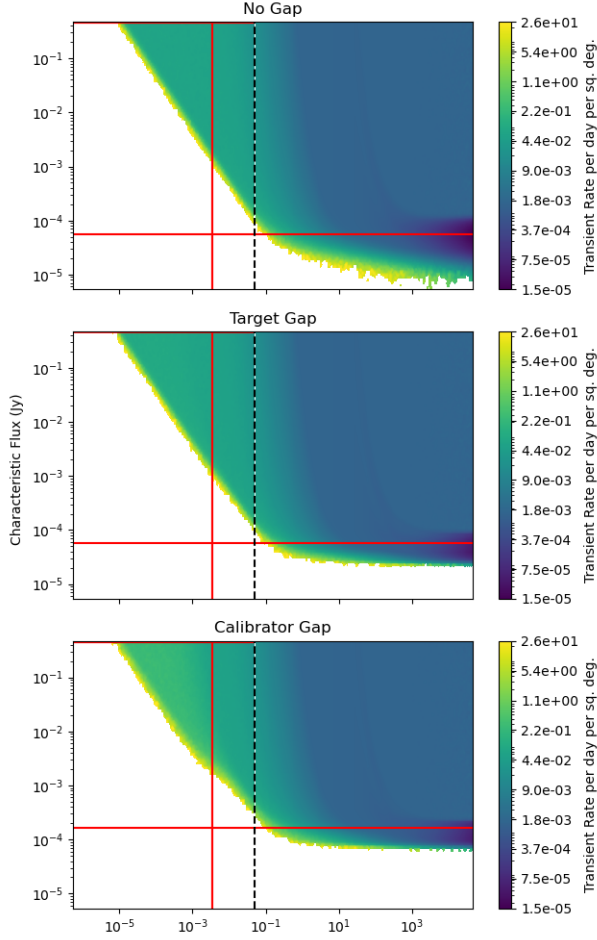 No Gap
10⁻¹
10⁻²
10⁻³
10⁻⁴
10⁻⁵
2.6e+01
5.4e+00
1.1e+00
2.2e-01
4.4e-02
9.0e-03
1.8e-03
3.7e-04
7.5e-05
1.5e-05
Transient Rate per day per sq. deg.
Target Gap
Characteristic Flux (Jy)
10⁻¹
10⁻²
10⁻³
10⁻⁴
10⁻⁵
2.6e+01
5.4e+00
1.1e+00
2.2e-01
4.4e-02
9.0e-03
1.8e-03
3.7e-04
7.5e-05
1.5e-05
Transient Rate per day per sq. deg.
Calibrator Gap
10⁻¹
10⁻²
10⁻³
10⁻⁴
10⁻⁵
10⁻⁵ 10⁻³ 10⁻¹ 10¹ 10³
2.6e+01
5.4e+00
1.1e+00
2.2e-01
4.4e-02
9.0e-03
1.8e-03
3.7e-04
7.5e-05
1.5e-05
Transient Rate per day per sq. deg.